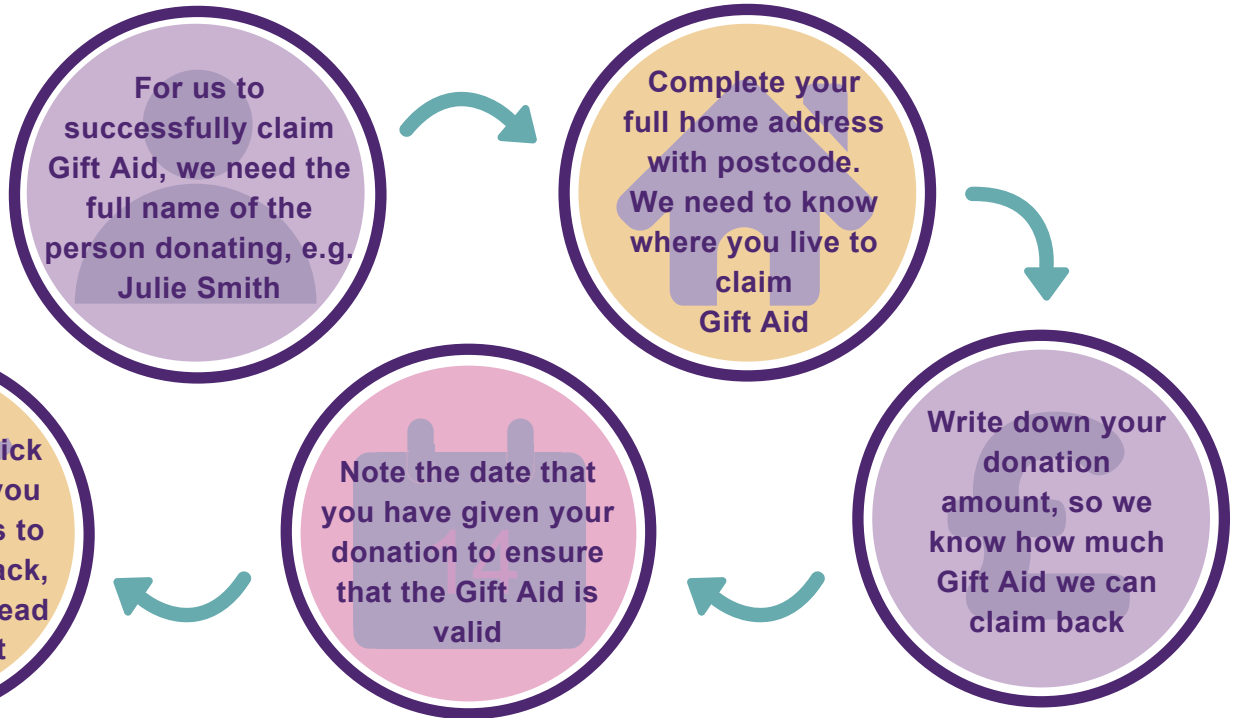 For us to
successfully claim
Gift Aid, we need the
full name of the
person donating, e.g.
Julie Smith
Complete your
full home address
with postcode.
We need to know
where you live to
claim
Gift Aid
Write down your
donation
amount, so we
know how much
Gift Aid we can
claim back
£
Note the date that
you have given your
donation to ensure
that the Gift Aid is
valid
14